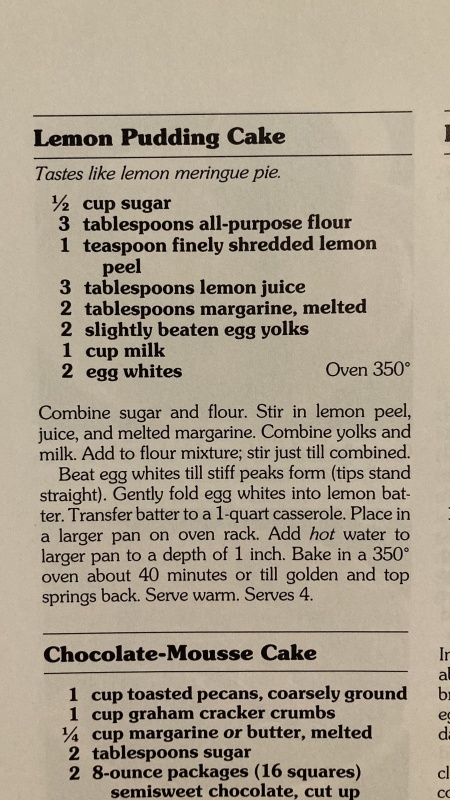 Lemon Pudding Cake
Tastes like lemon meringue pie.
½ cup sugar
3 tablespoons all-purpose flour
1 teaspoon finely shredded lemon
peel
3 tablespoons lemon juice
2 tablespoons margarine, melted
2 slightly beaten egg yolks
1 cup milk
2 egg whites Oven 350°
Combine sugar and flour. Stir in lemon peel,
juice, and melted margarine. Combine yolks and
milk. Add to flour mixture; stir just till combined.
Beat egg whites till stiff peaks form (tips stand
straight). Gently fold egg whites into lemon bat-
ter. Transfer batter to a 1-quart casserole. Place in
a larger pan on oven rack. Add hot water to
larger pan to a depth of 1 inch. Bake in a 350°
oven about 40 minutes or till golden and top
springs back. Serve warm. Serves 4.
Chocolate-Mousse Cake
1 cup toasted pecans, coarsely ground
1 cup graham cracker crumbs
¼ cup margarine or butter, melted
2 tablespoons sugar
2 8-ounce packages (16 squares)
semisweet chocolate, cut up